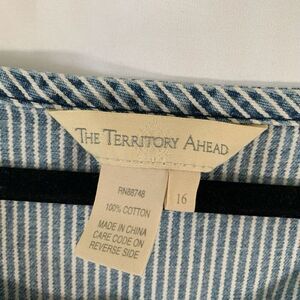 THE TERRITORY AHEAD
RN88748
100% COTTON
MADE IN CHINA
CARE CODE ON
REVERSE SIDE
16